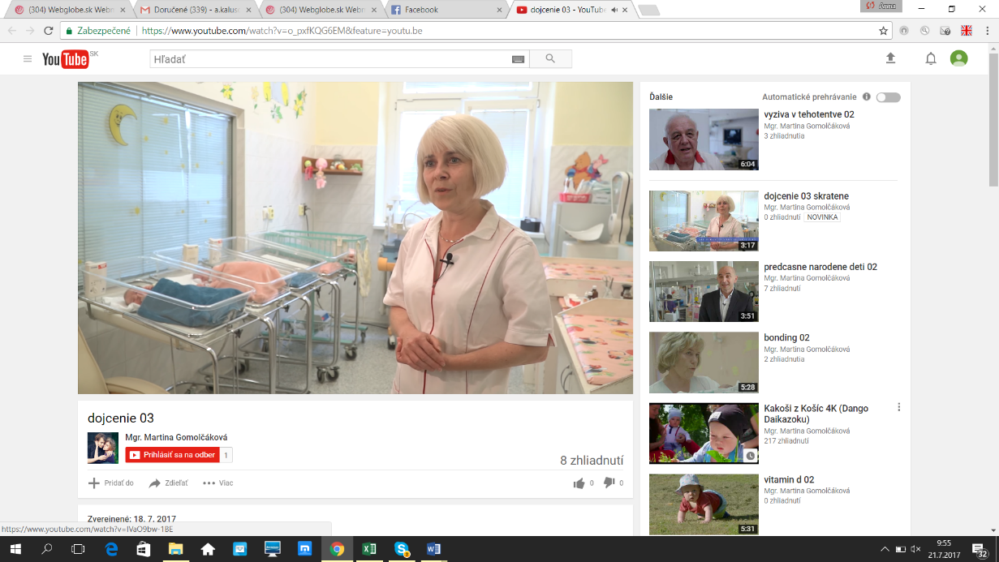 (304) Webglobe.sk Webm
Doručené (339) - a.kalus
(304) Webglobe.sk Webm
Facebook
dojcenie 03 - YouTube
Anna
Zabezpečené
https://www.youtube.com/watch?v=o_pxfKQG6EM&feature=youtu.be
YouTube SK
Hľadať
Ďalšie
Automatické prehrávanie
vyziva v tehotentve 02
Mgr. Martina Gomolčáková
3 zhliadnutia
6:04
dojcenie 03 skratene
Mgr. Martina Gomolčáková
0 zhliadnutí NOVINKA
3:17
predcasne narodene deti 02
Mgr. Martina Gomolčáková
7 zhliadnutí
3:51
bonding 02
Mgr. Martina Gomolčáková
2 zhliadnutia
5:28
Kakoši z Košíc 4K (Dango
Daikazoku)
Mgr. Martina Gomolčáková
217 zhliadnutí
vitamin d 02
Mgr. Martina Gomolčáková
0 zhliadnutí
5:31
dojcenie 03
Mgr. Martina Gomolčáková
Prihlásiť sa na odber 1
8 zhliadnutí
Pridať do
Zdieľať
Viac
0
0
Zverejnené: 18. 7. 2017
https://www.youtube.com/watch?v=IVaO9bw-1BE
9:55
21.7.2017
32